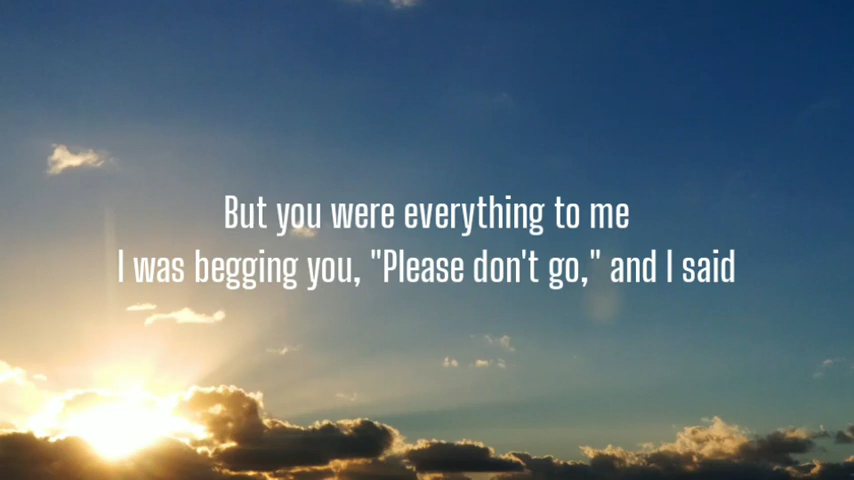 But you were everything to me
I was begging you, "Please don't go," and I said